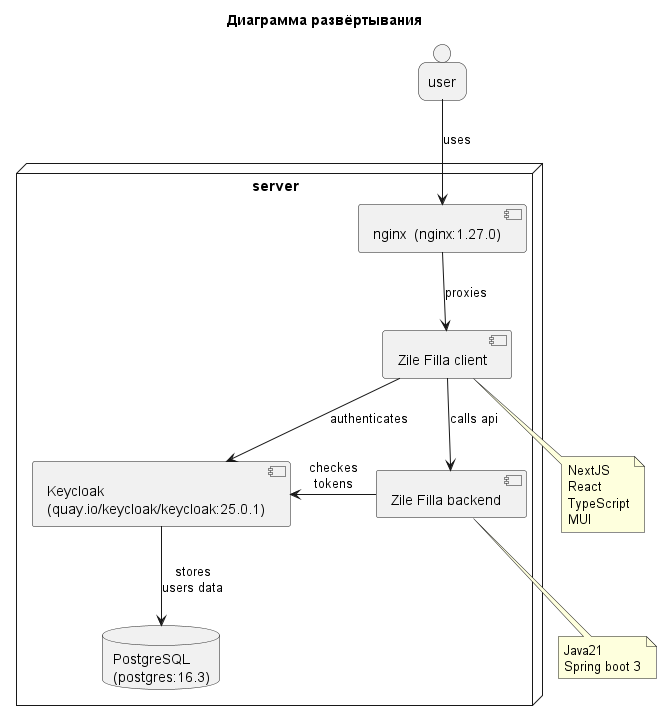 Диаграмма развёртывания
user
uses
server
nginx  (nginx:1.27.0)
proxies
Zile Filla client
authenticates
calls api
NextJS
React
TypeScript
MUI
Keycloak
(quay.io/keycloak/keycloak:25.0.1)
checkes
tokens
Zile Filla backend
stores
users data
PostgreSQL
(postgres:16.3)
Java21
Spring boot 3